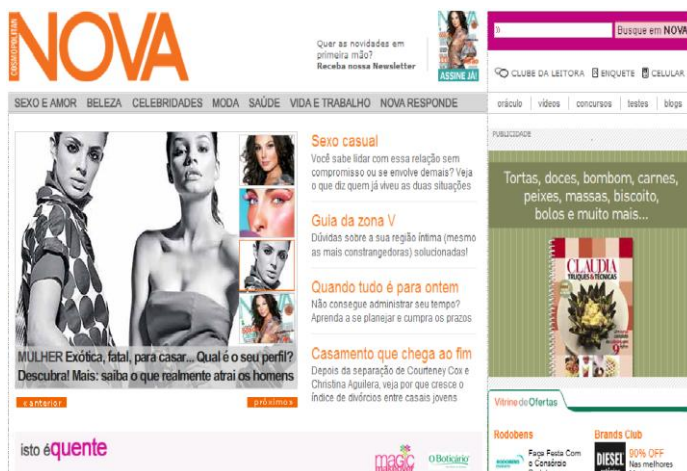 COSMOPOLITAN
NOVA
Quer as novidades em
primeira mão?
Receba nossa Newsletter
ASSINE JÁ!
Busque em NOVA
CLUBE DA LEITORA ENQUETE CELULAR
SEXO E AMOR BELEZA CELEBRIDADES MODA SAÚDE VIDA E TRABALHO NOVA RESPONDE
oráculo | vídeos | concursos | testes | blogs
Sexo casual
Você sabe lidar com essa relação sem
compromisso ou se envolve demais? Veja
o que diz quem já viveu as duas situações
Guia da zona V
Dúvidas sobre a sua região íntima (mesmo
as mais constrangedoras) solucionadas!
Quando tudo é para ontem
Não consegue administrar seu tempo?
Aprenda a se planejar e cumpra os prazos
Casamento que chega ao fim
Depois da separação de Courteney Cox e
Christina Aguilera, veja por que cresce o
índice de divórcios entre casais jovens
MULHER Exótica, fatal, para casar... Qual é o seu perfil?
Descubra! Mais: saiba o que realmente atrai os homens
« anterior
próximo »
isto é quente
magic
O Boticário
PUBLICIDADE
Tortas, doces, bombom, carnes,
peixes, massas, biscoito,
bolos e muito mais...
CLAUDIA
TRUQUES & TÉCNICAS
Vitrine de Ofertas
Rodobens
Faça Festa Com
o Consórcio
Brands Club
DIESEL
90% OFF
Nas melhores